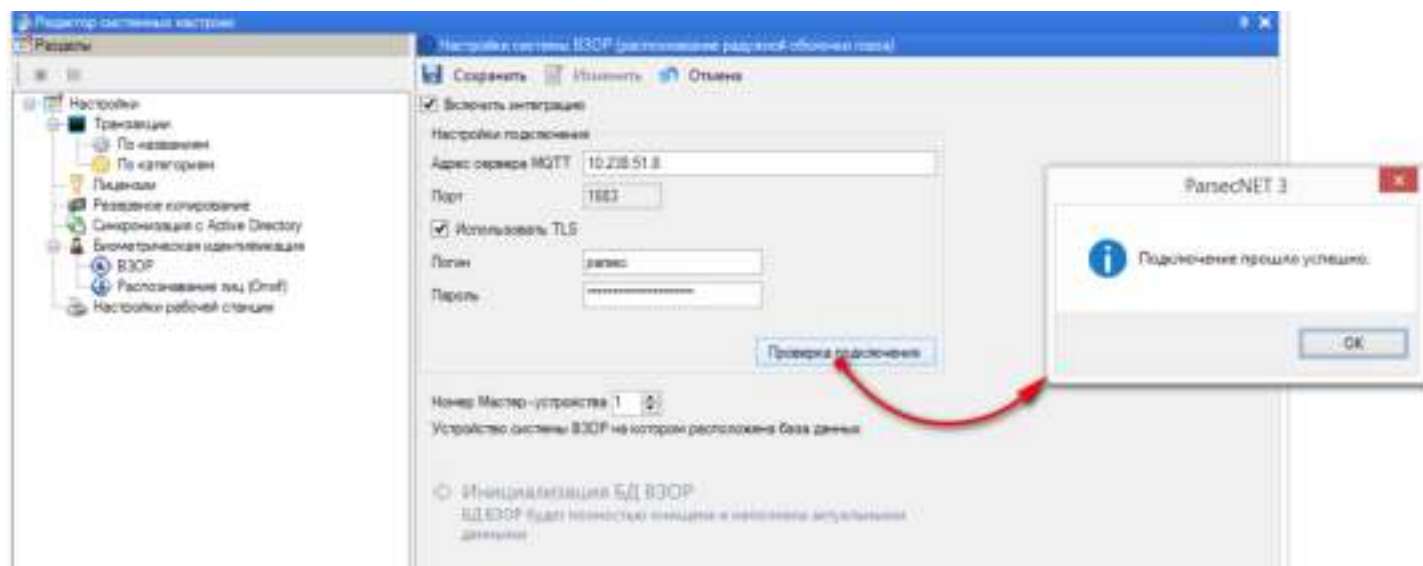 Редактор системных настроек
Разделы
Настройки
Транзакции
По названиям
По категориям
Лицензии
Резервное копирование
Синхронизация с Active Directory
Биометрическая идентификация
ВЗОР
Распознавание лиц (Onvif)
Настройки рабочей станции
Настройки системы ВЗОР (распознавание радужной оболочки глаза)
Сохранить Изменить Отмена
Включить интеграцию
Настройки подключения
Адрес сервера MQTT 10.238.51.8
Порт 1883
Использовать TLS
Логин parsec
Пароль ********************
Проверка подключения
Номер Мастер-устройства 1
Устройство системы ВЗОР на котором расположена база данных
Инициализация БД ВЗОР
БД ВЗОР будет полностью очищена и наполнена актуальными
данными
ParsecNET 3
Подключение прошло успешно.
OK